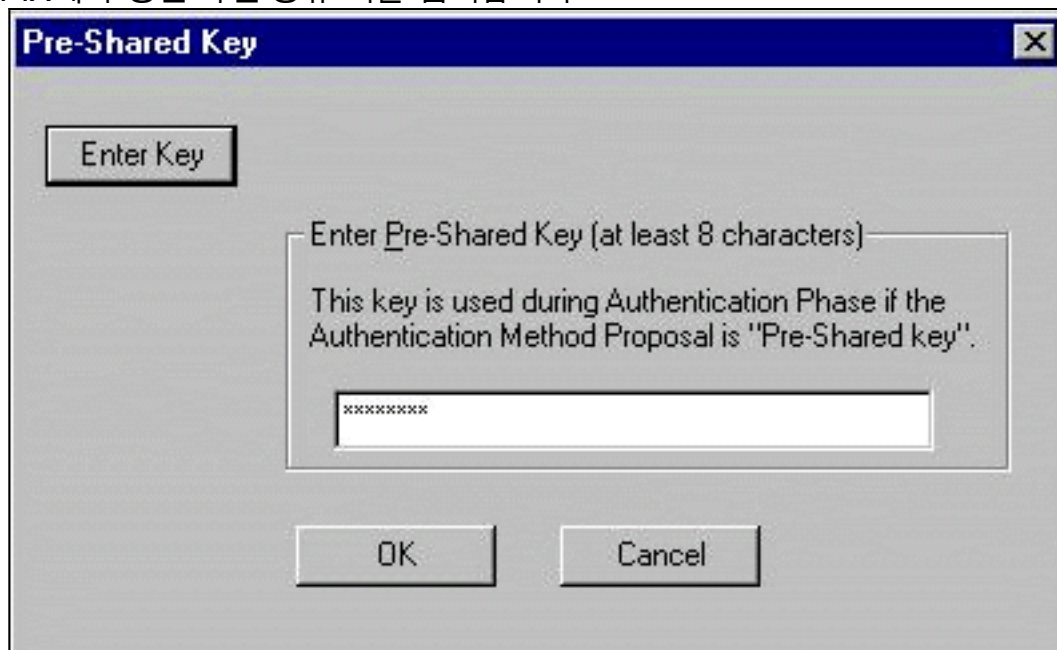 Pre-Shared Key
Enter Key
Enter Pre-Shared Key (at least 8 characters)
This key is used during Authentication Phase if the
Authentication Method Proposal is "Pre-Shared key".
xxxxxxxx
OK
Cancel